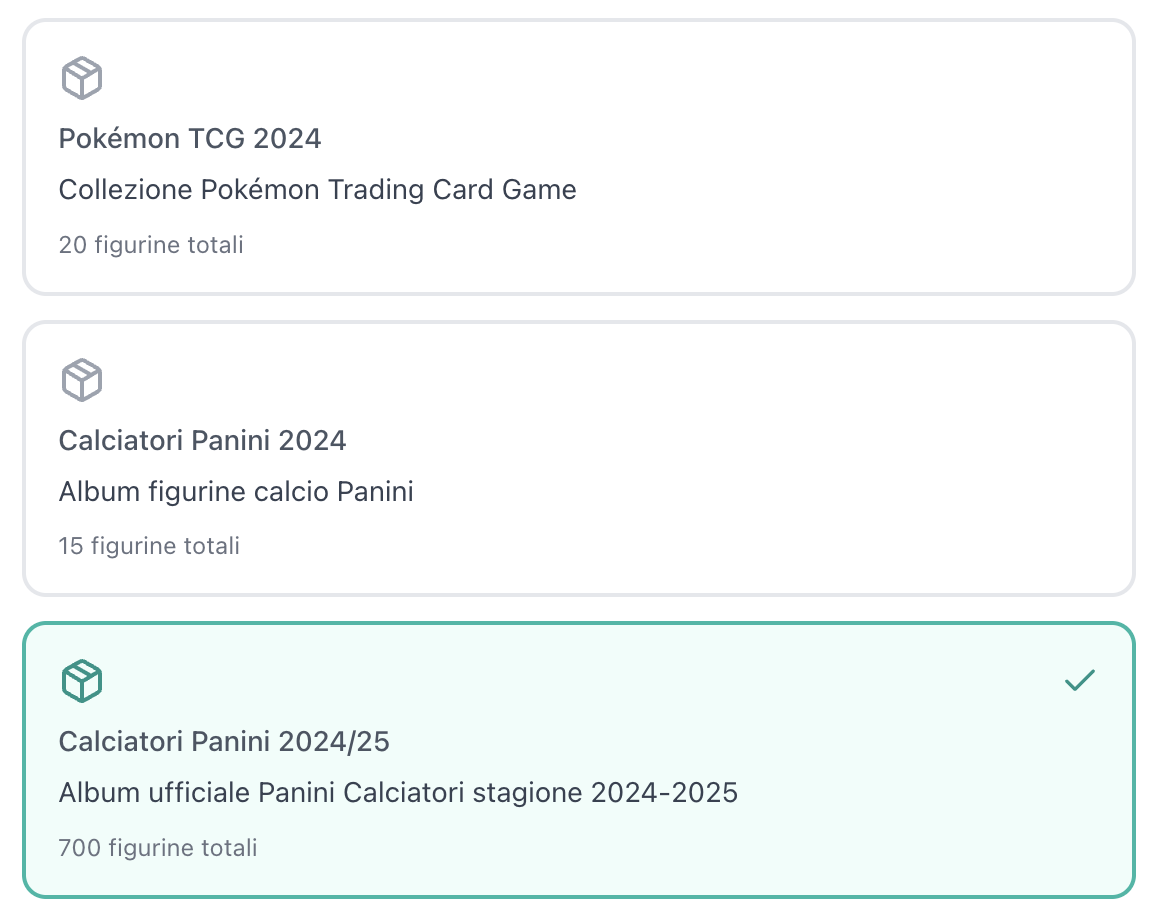 Pokémon TCG 2024
Collezione Pokémon Trading Card Game
20 figurine totali
Calciatori Panini 2024
Album figurine calcio Panini
15 figurine totali
Calciatori Panini 2024/25
Album ufficiale Panini Calciatori stagione 2024-2025
700 figurine totali